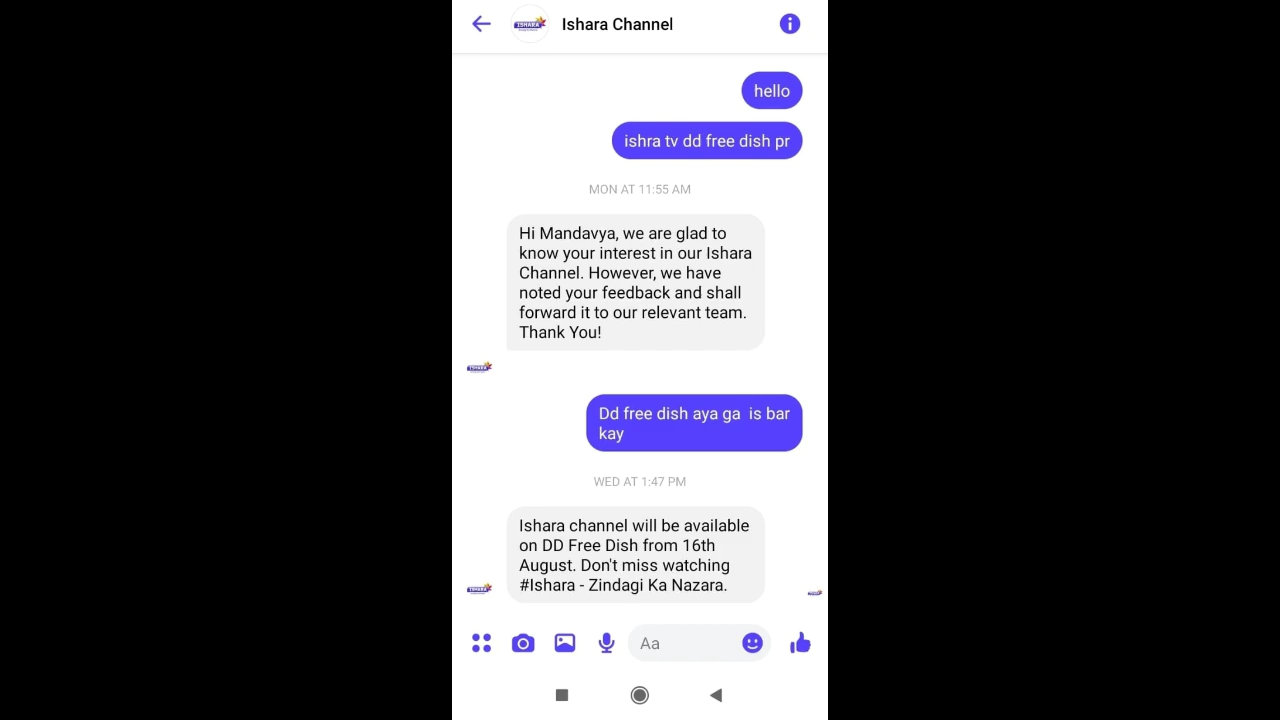 ISHARA
Ishara Channel
hello
ishra tv dd free dish pr
MON AT 11:55 AM
Hi Mandavya, we are glad to
know your interest in our Ishara
Channel. However, we have
noted your feedback and shall
forward it to our relevant team.
Thank You!
ISHARA
Dd free dish aya ga  is bar
kay
WED AT 1:47 PM
Ishara channel will be available
on DD Free Dish from 16th
August. Don't miss watching
#Ishara - Zindagi Ka Nazara.
ISHARA
Aa